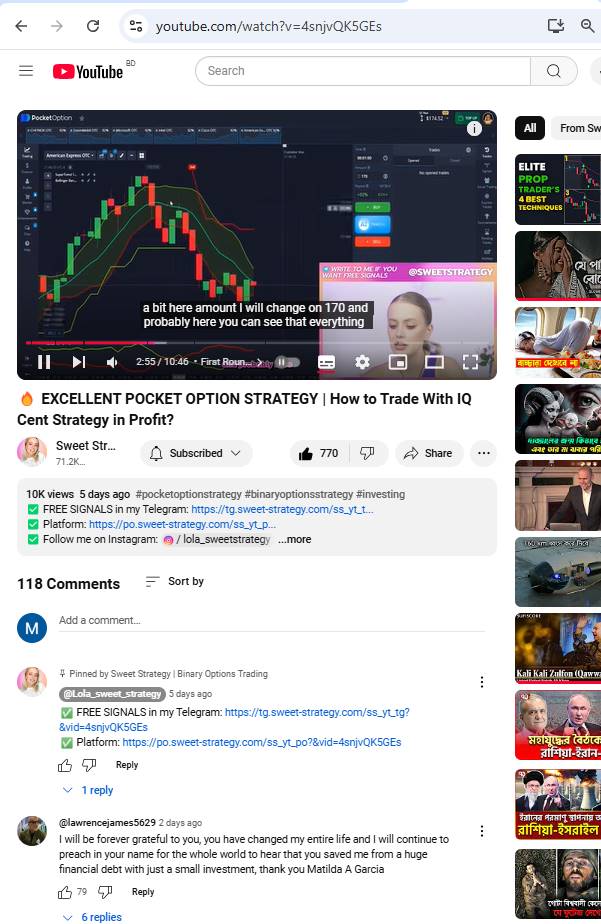 youtube.com/watch?v=4snjvQK5GEs
YouTube BD
Search
PocketOption
American Express OTC
WRITE TO ME IF YOU
WANT FREE SIGNALS
@SWEETSTRATEGY
a bit here amount I will change on 170 and
probably here you can see that everything
2:55 / 10:46 • First Roun...
🔥 EXCELLENT POCKET OPTION STRATEGY | How to Trade With IQ
Cent Strategy in Profit?
Sweet Str...
71.2K...
Subscribed
770
Share
10K views 5 days ago #pocketoptionstrategy #binaryoptionsstrategy #investing
✅ FREE SIGNALS in my Telegram: https://tg.sweet-strategy.com/ss_yt_t...
✅ Platform: https://po.sweet-strategy.com/ss_yt_p...
✅ Follow me on Instagram: / lola_sweetstrategy ...more
118 Comments
Sort by
M
Add a comment...
Pinned by Sweet Strategy | Binary Options Trading
@Lola_sweet_strategy 5 days ago
✅ FREE SIGNALS in my Telegram: https://tg.sweet-strategy.com/ss_yt_tg?
&vid=4snjvQK5GEs
✅ Platform: https://po.sweet-strategy.com/ss_yt_po?&vid=4snjvQK5GEs
Reply
1 reply
@lawrencejames5629 2 days ago
I will be forever grateful to you, you have changed my entire life and I will continue to
preach in your name for the whole world to hear that you saved me from a huge
financial debt with just a small investment, thank you Matilda A Garcia
79
Reply
6 replies
All
From Sw
ELITE
PROP
TRADER'S
4 BEST
TECHNIQUES
যে পা
Kali Kali Zulfon (Qawwa
মহাযুদ্ধের বৈঠকে
রাশিয়া-ইরান-
ইরানের পরমাণু স্থাপনায়
রাশিয়া-ইসরাইল